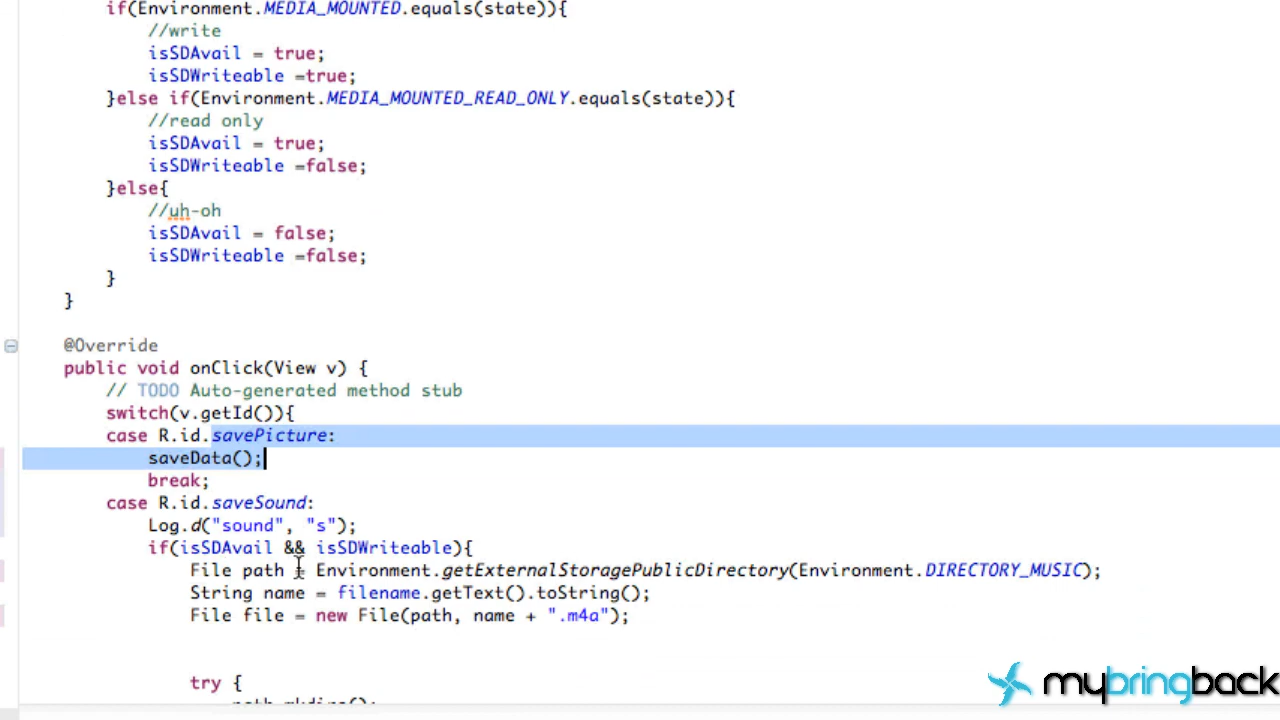 if(Environment.MEDIA_MOUNTED.equals(state)){
//write
isSDAvail = true;
isSDWriteable =true;
}else if(Environment.MEDIA_MOUNTED_READ_ONLY.equals(state)){
//read only
isSDAvail = true;
isSDWriteable =false;
}else{
//uh-oh
isSDAvail = false;
isSDWriteable =false;
}
}
@Override
public void onClick(View v) {
// TODO Auto-generated method stub
switch(v.getId()){
case R.id.savePicture:
saveData();
break;
case R.id.saveSound:
Log.d("sound", "s");
if(isSDAvail && isSDWriteable){
File path = Environment.getExternalStoragePublicDirectory(Environment.DIRECTORY_MUSIC);
String name = filename.getText().toString();
File file = new File(path, name + ".m4a");
try {
path.mkdirs();
mybringback